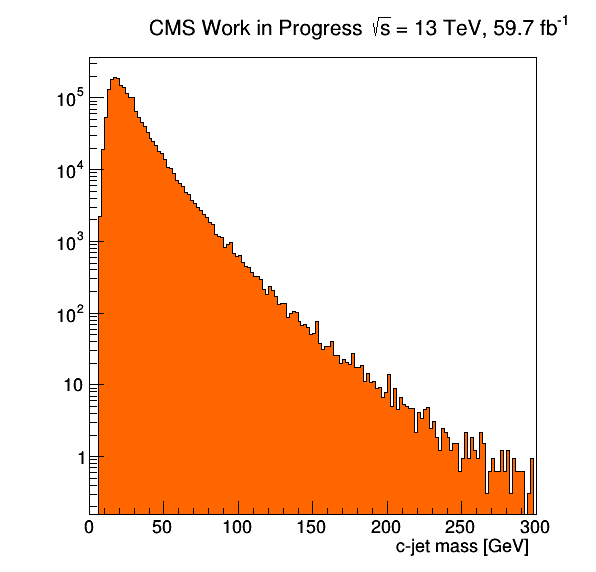 CMS Work in Progress √s = 13 TeV, 59.7 fb⁻¹
10⁵
10⁴
10³
10²
10
1
0 50 100 150 200 250 300
c-jet mass [GeV]